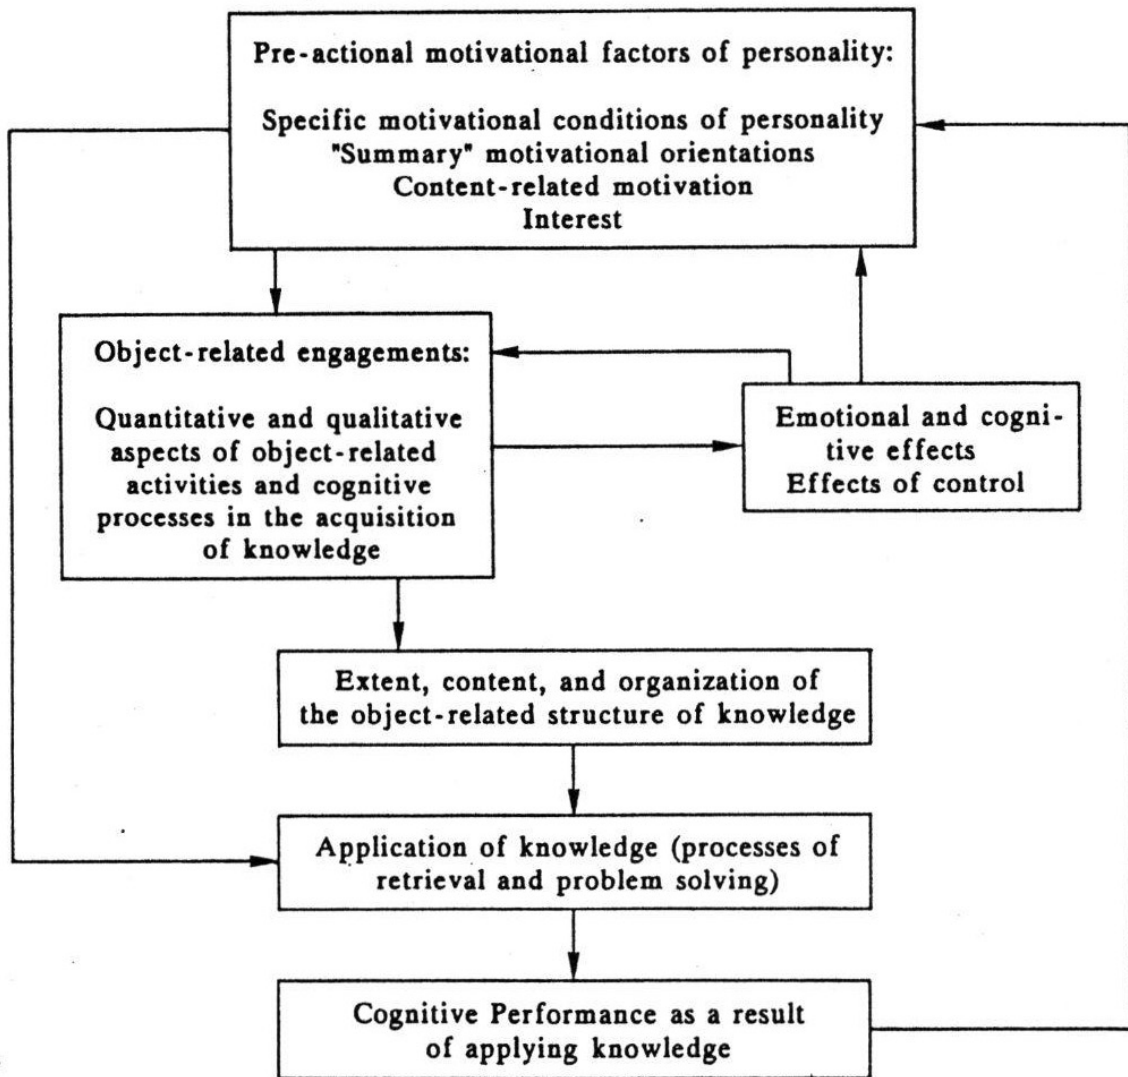 Pre-actional motivational factors of personality:
Specific motivational conditions of personality
"Summary" motivational orientations
Content-related motivation
Interest
Object-related engagements:
Quantitative and qualitative
aspects of object-related
activities and cognitive
processes in the acquisition
of knowledge
Emotional and cogni-
tive effects
Effects of control
Extent, content, and organization of
the object-related structure of knowledge
Application of knowledge (processes of
retrieval and problem solving)
Cognitive Performance as a result
of applying knowledge